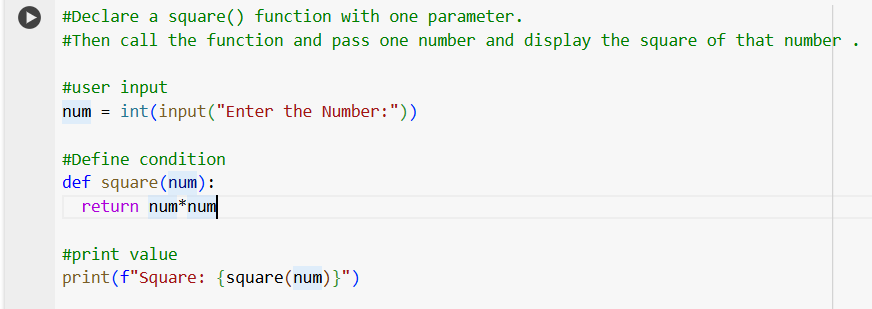 #Declare a square() function with one parameter.
#Then call the function and pass one number and display the square of that number .
#user input
num = int(input("Enter the Number:"))
#Define condition
def square(num):
  return num*num
#print value
print(f"Square: {square(num)}")